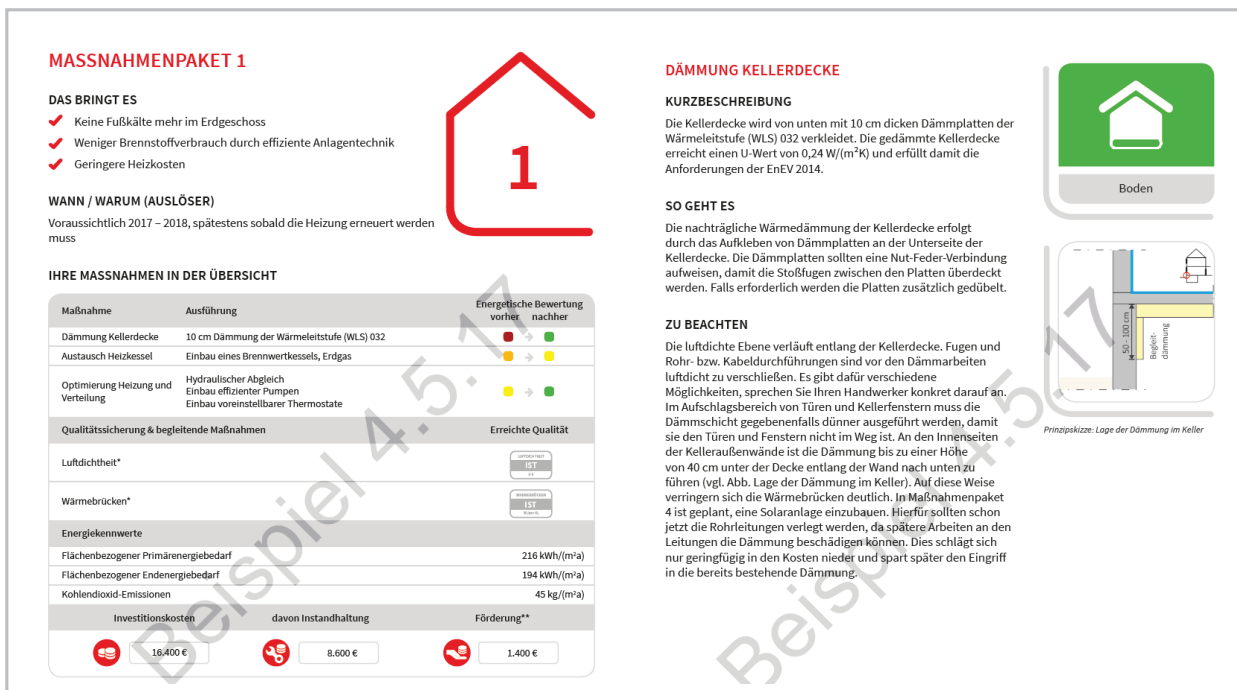 MASSNAHMENPAKET 1
DAS BRINGT ES
Keine Fußkälte mehr im Erdgeschoss
Weniger Brennstoffverbrauch durch effiziente Anlagentechnik
Geringere Heizkosten
1
WANN / WARUM (AUSLÖSER)
Voraussichtlich 2017 – 2018, spätestens sobald die Heizung erneuert werden
muss
IHRE MASSNAHMEN IN DER ÜBERSICHT
Maßnahme Ausführung Energetische Bewertung
vorher nachher
Dämmung Kellerdecke 10 cm Dämmung der Wärmeleitstufe (WLS) 032
Austausch Heizkessel Einbau eines Brennwertkessels, Erdgas
Optimierung Heizung und
Verteilung
Hydraulischer Abgleich
Einbau effizienter Pumpen
Einbau voreinstellbarer Thermostate
Qualitätssicherung & begleitende Maßnahmen Erreichte Qualität
Luftdichtheit*
LUFTDICHTHEIT
IST
Wärmebrücken*
WÄRMEBRÜCKEN
IST
Energiekennwerte
Flächenbezogener Primärenergiebedarf 216 kWh/(m²a)
Flächenbezogener Endenergiebedarf 194 kWh/(m²a)
Kohlendioxid-Emissionen 45 kg/(m²a)
Investitionskosten davon Instandhaltung Förderung**
16.400 € 8.600 € 1.400 €
Beispiel 4.5.17
DÄMMUNG KELLERDECKE
KURZBESCHREIBUNG
Die Kellerdecke wird von unten mit 10 cm dicken Dämmplatten der
Wärmeleitstufe (WLS) 032 verkleidet. Die gedämmte Kellerdecke
erreicht einen U-Wert von 0,24 W/(m²K) und erfüllt damit die
Anforderungen der EnEV 2014.
SO GEHT ES
Die nachträgliche Wärmedämmung der Kellerdecke erfolgt
durch das Aufkleben von Dämmplatten an der Unterseite der
Kellerdecke. Die Dämmplatten sollten eine Nut-Feder-Verbindung
aufweisen, damit die Stoßfugen zwischen den Platten überdeckt
werden. Falls erforderlich werden die Platten zusätzlich gedübelt.
ZU BEACHTEN
Die luftdichte Ebene verläuft entlang der Kellerdecke. Fugen und
Rohr- bzw. Kabeldurchführungen sind vor den Dämmarbeiten
luftdicht zu verschließen. Es gibt dafür verschiedene
Möglichkeiten, sprechen Sie Ihren Handwerker konkret darauf an.
Im Aufschlagsbereich von Türen und Kellerfenstern muss die
Dämmschicht gegebenenfalls dünner ausgeführt werden, damit
sie den Türen und Fenstern nicht im Weg ist. An den Innenseiten
der Kelleraußenwände ist die Dämmung bis zu einer Höhe
von 40 cm unter der Decke entlang der Wand nach unten zu
führen (vgl. Abb. Lage der Dämmung im Keller). Auf diese Weise
verringern sich die Wärmebrücken deutlich. In Maßnahmenpaket
4 ist geplant, eine Solaranlage einzubauen. Hierfür sollten schon
jetzt die Rohrleitungen verlegt werden, da spätere Arbeiten an den
Leitungen die Dämmung beschädigen können. Dies schlägt sich
nur geringfügig in den Kosten nieder und spart später den Eingriff
in die bereits bestehende Dämmung.
Boden
50 - 100 cm
Begleit-
dämmung
Prinzipskizze: Lage der Dämmung im Keller
Beispiel 4.5.17